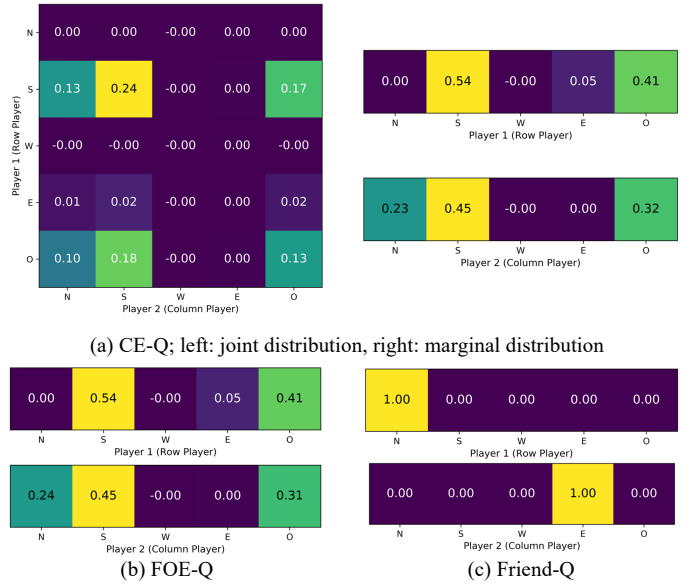 N 0.00 0.00 -0.00 0.00 0.00
S 0.13 0.24 -0.00 0.00 0.17
W -0.00 -0.00 -0.00 -0.00 -0.00
E 0.01 0.02 -0.00 0.00 0.02
O 0.10 0.18 -0.00 0.00 0.13
N S W E O
Player 1 (Row Player)
Player 2 (Column Player)
0.00 0.54 -0.00 0.05 0.41
N S W E O
Player 1 (Row Player)
0.23 0.45 -0.00 0.00 0.32
N S W E O
Player 2 (Column Player)
(a) CE-Q; left: joint distribution, right: marginal distribution
0.00 0.54 -0.00 0.05 0.41
N S W E O
Player 1 (Row Player)
0.24 0.45 -0.00 0.00 0.31
N S W E O
Player 2 (Column Player)
(b) FOE-Q
1.00 0.00 0.00 0.00 0.00
N S W E O
Player 1 (Row Player)
0.00 0.00 0.00 1.00 0.00
N S W E O
Player 2 (Column Player)
(c) Friend-Q